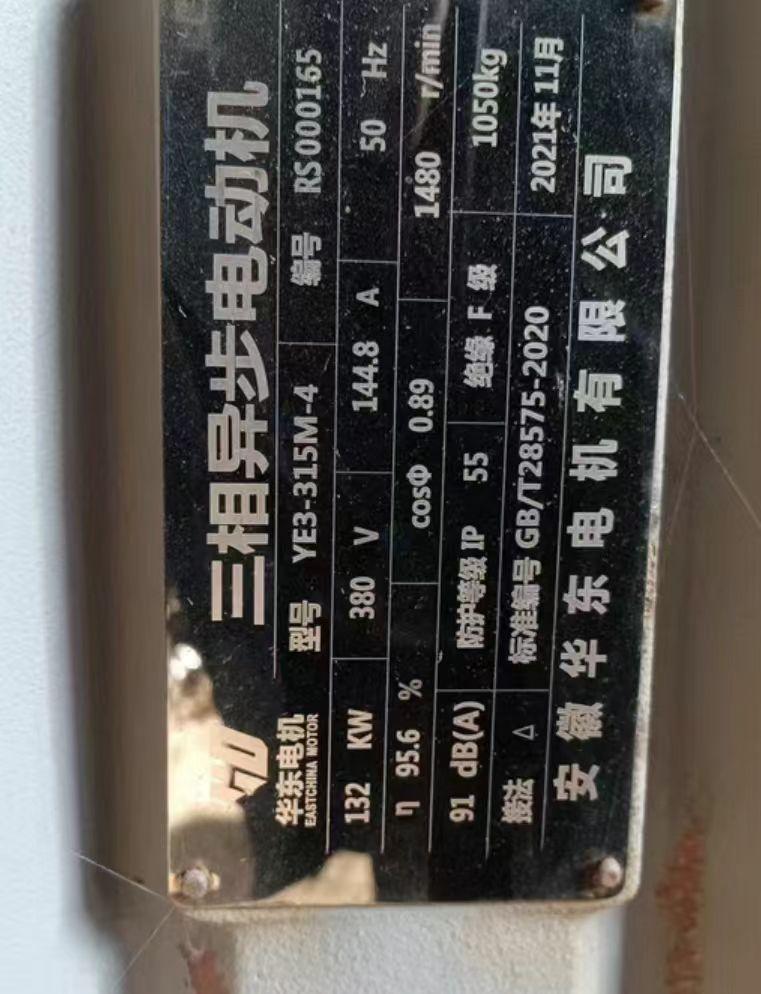 三相异步电动机
华东电机
EASTCHINA MOTOR
型号 YE3-315M-4 编号 RS000165
132 KW 380 V 144.8 A 50 Hz
η 95.6 % cosΦ 0.89 1480 r/min
91 dB(A) 防护等级 IP 55 绝缘 F 级 1050kg
接法 △ 标准编号 GB/T28575-2020 2021年 11月
安徽华东电机有限公司